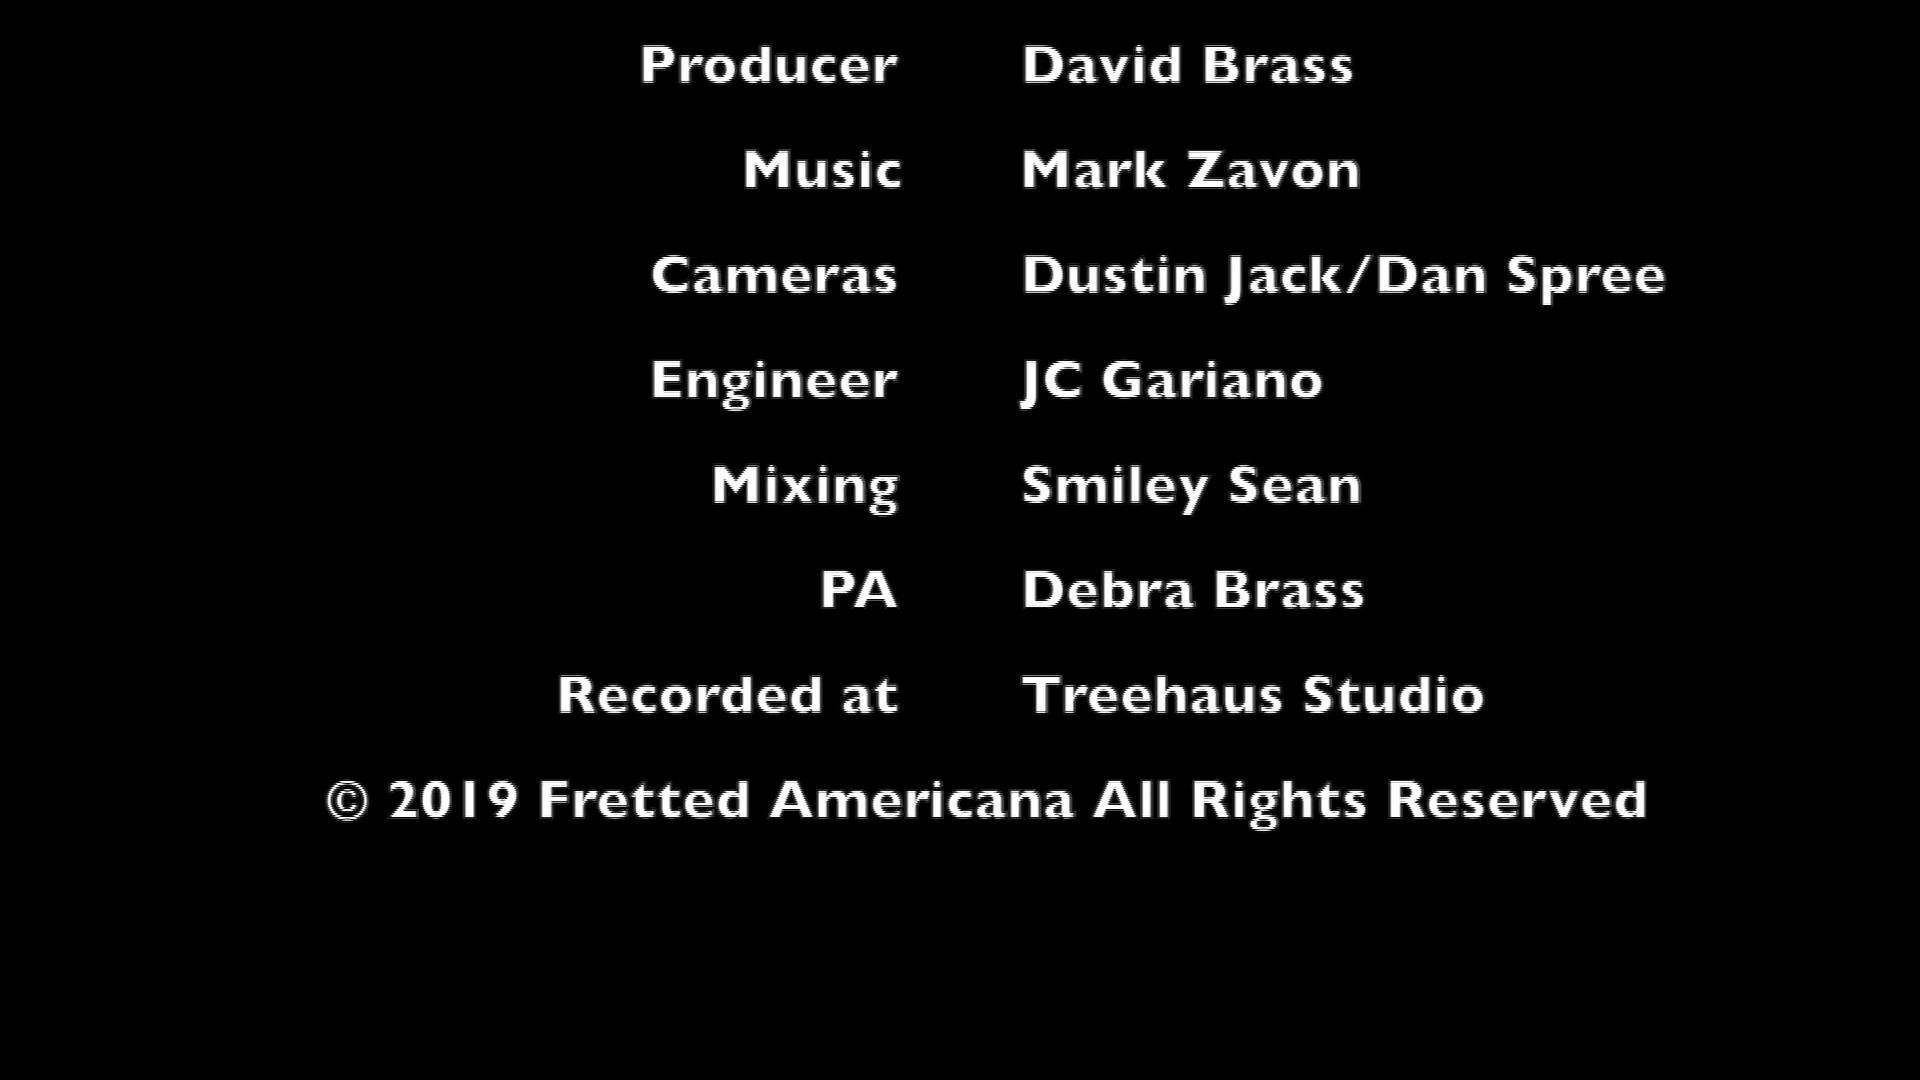 Producer David Brass
Music Mark Zavon
Cameras Dustin Jack/Dan Spree
Engineer JC Gariano
Mixing Smiley Sean
PA Debra Brass
Recorded at Treehaus Studio
© 2019 Fretted Americana All Rights Reserved